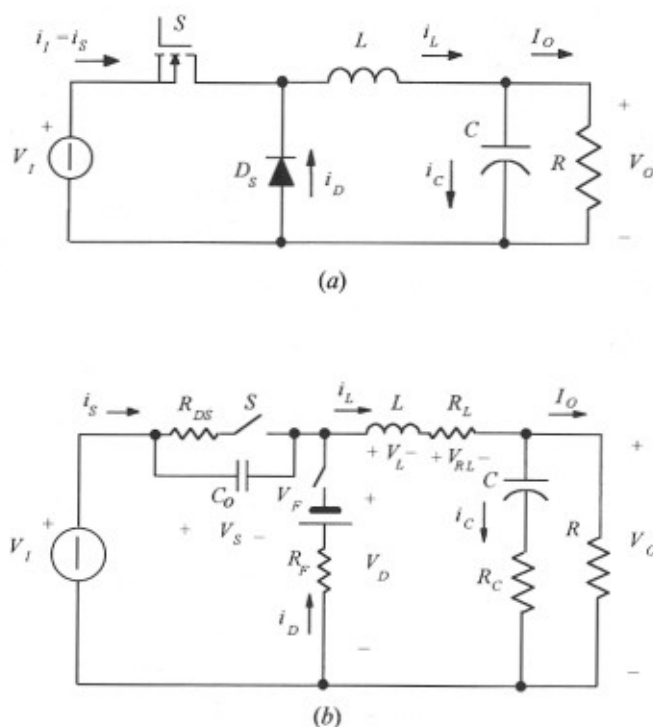 i_I = i_S
S
L
i_L
I_O
+
V_I
D_S
i_D
C
i_C
R
+
V_O
−
(a)
i_S
R_DS
S
i_L
L
R_L
I_O
+ V_L −
+ V_RL −
C_O
+ V_S −
V_F
+
V_I
R_F
V_D
i_D
−
C
i_C
R_C
R
+
V_O
−
+
(b)